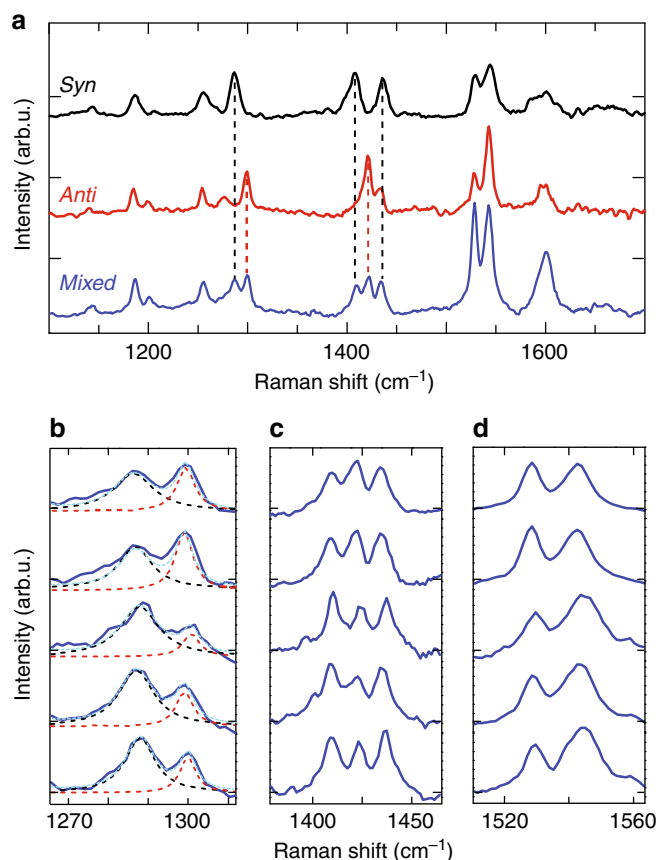 a
Syn
Anti
Mixed
Intensity (arb.u.)
1200 1400 1600
Raman shift (cm⁻¹)
b c d
Intensity (arb.u.)
1270 1300 1400 1450 1520 1560
Raman shift (cm⁻¹)